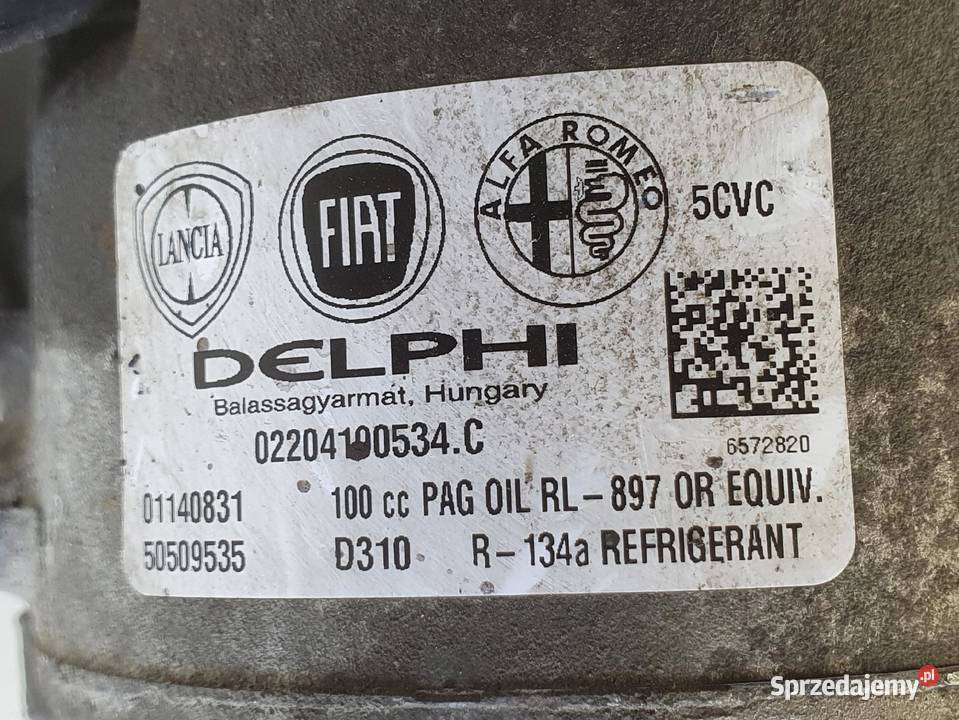 LANCIA
FIAT
ALFA ROMEO
5CVC
DELPHI
Balassagyarmat, Hungary
02204190534.C
6572820
01140831 100 cc PAG OIL RL-897 OR EQUIV.
50509535 D310 R-134a REFRIGERANT
Sprzedajemy.pl